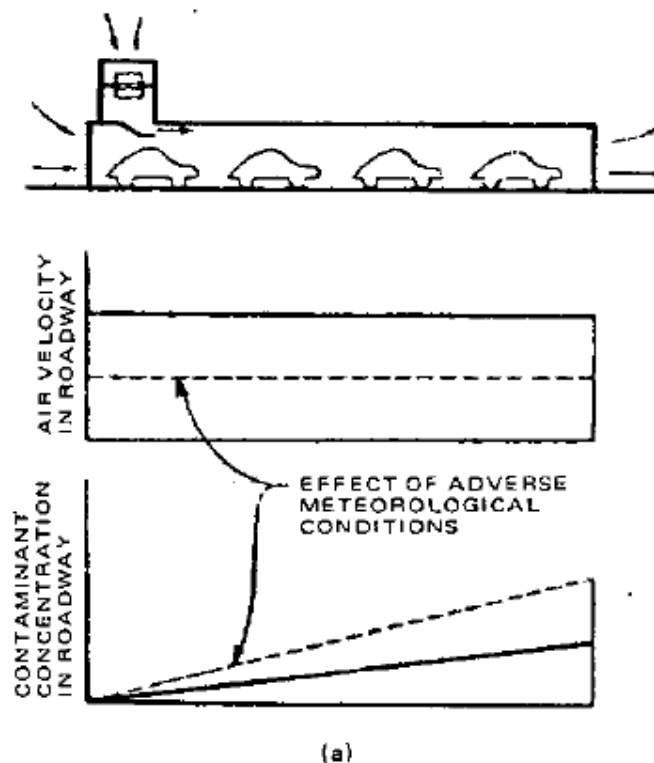 AIR VELOCITY
IN ROADWAY
EFFECT OF ADVERSE
METEOROLOGICAL
CONDITIONS
CONTAMINANT
CONCENTRATION
IN ROADWAY
(a)